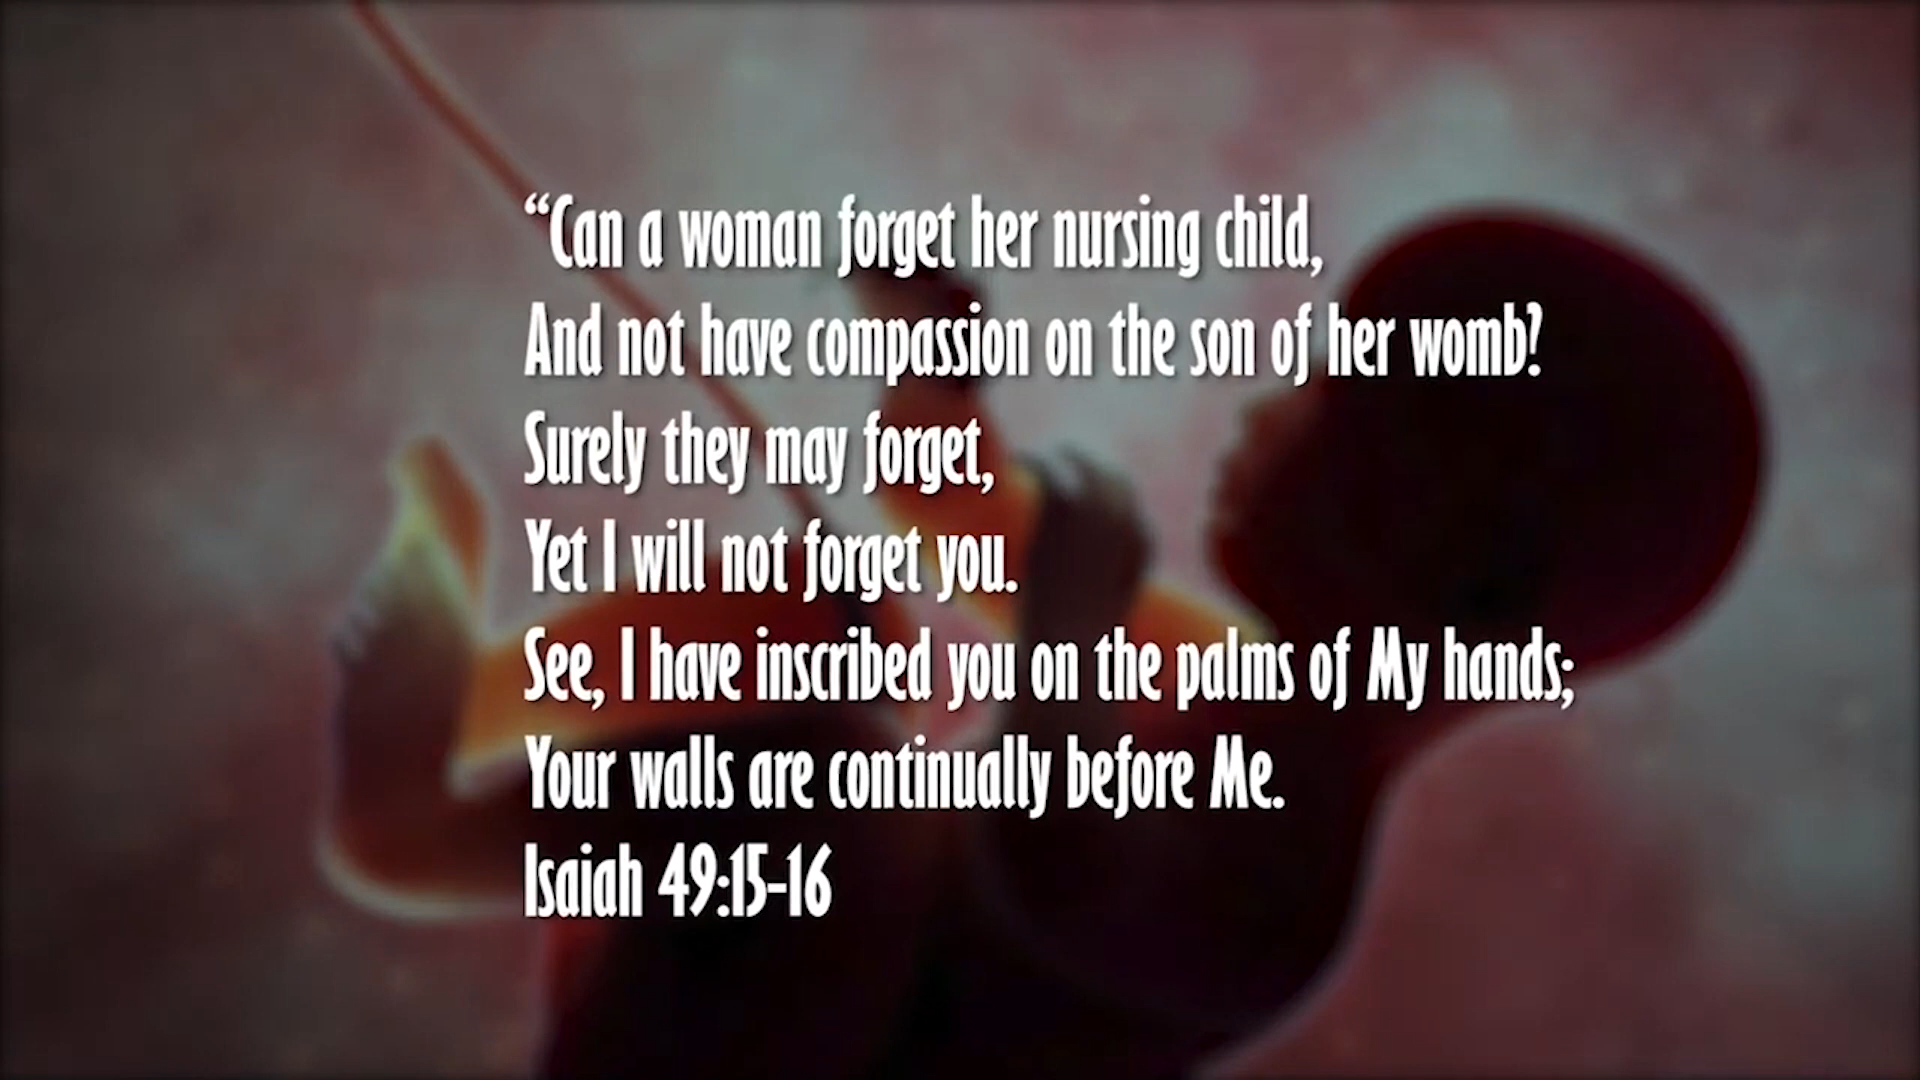 “Can a woman forget her nursing child,
And not have compassion on the son of her womb?
Surely they may forget,
Yet I will not forget you.
See, I have inscribed you on the palms of My hands;
Your walls are continually before Me.
Isaiah 49:15-16